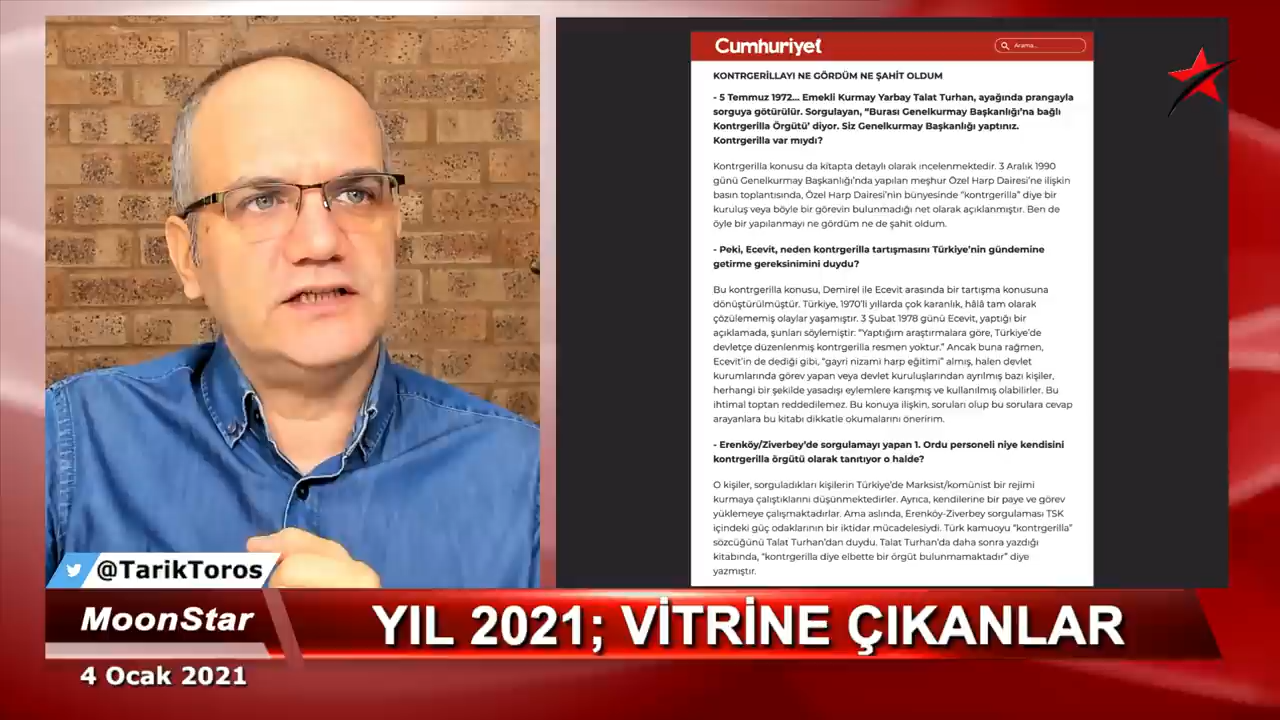 Cumhuriyet
Arama...
KONTRGERİLLAYI NE GÖRDÜM NE ŞAHİT OLDUM
- 5 Temmuz 1972... Emekli Kurmay Yarbay Talat Turhan, ayağında prangayla
sorguya götürülür. Sorgulayan, “Burası Genelkurmay Başkanlığı’na bağlı
Kontrgerilla Örgütü’ diyor. Siz Genelkurmay Başkanlığı yaptınız.
Kontrgerilla var mıydı?
Kontrgerilla konusu da kitapta detaylı olarak incelenmektedir. 3 Aralık 1990
günü Genelkurmay Başkanlığı’nda yapılan meşhur Özel Harp Dairesi’ne ilişkin
basın toplantısında, Özel Harp Dairesi’nin bünyesinde “kontrgerilla” diye bir
kuruluş veya böyle bir görevin bulunmadığı net olarak açıklanmıştır. Ben de
öyle bir yapılanmayı ne gördüm ne de şahit oldum.
- Peki, Ecevit, neden kontrgerilla tartışmasını Türkiye’nin gündemine
getirme gereksinimini duydu?
Bu kontrgerilla konusu, Demirel ile Ecevit arasında bir tartışma konusuna
dönüştürülmüştür. Türkiye, 1970’li yıllarda çok karanlık, hâlâ tam olarak
çözülememiş olaylar yaşamıştır. 3 Şubat 1978 günü Ecevit, yaptığı bir
açıklamada, şunları söylemiştir: “Yaptığım araştırmalara göre, Türkiye’de
devletçe düzenlenmiş kontrgerilla resmen yoktur.” Ancak buna rağmen,
Ecevit’in de dediği gibi, “gayri nizami harp eğitimi” almış, halen devlet
kurumlarında görev yapan veya devlet kuruluşlarından ayrılmış bazı kişiler,
herhangi bir şekilde yasadışı eylemlere karışmış ve kullanılmış olabilirler. Bu
ihtimal toptan reddedilemez. Bu konuya ilişkin, soruları olup bu sorulara cevap
arayanlara bu kitabı dikkatle okumalarını öneririm.
- Erenköy/Ziverbey’de sorgulamayı yapan 1. Ordu personeli niye kendisini
kontrgerilla örgütü olarak tanıtıyor o halde?
O kişiler, sorguladıkları kişilerin Türkiye’de Marksist/komünist bir rejimi
kurmaya çalıştıklarını düşünmektedirler. Ayrıca, kendilerine bir paye ve görev
yüklemeye çalışmaktadırlar. Ama aslında, Erenköy-Ziverbey sorgulaması TSK
içindeki güç odaklarının bir iktidar mücadelesiydi. Türk kamuoyu “kontrgerilla”
sözcüğünü Talat Turhan’dan duydu. Talat Turhan’da daha sonra yazdığı
kitabında, “kontrgerilla diye elbette bir örgüt bulunmamaktadır” diye
yazmıştır.
@TarikToros
MoonStar
YIL 2021; VİTRİNE ÇIKANLAR
4 Ocak 2021